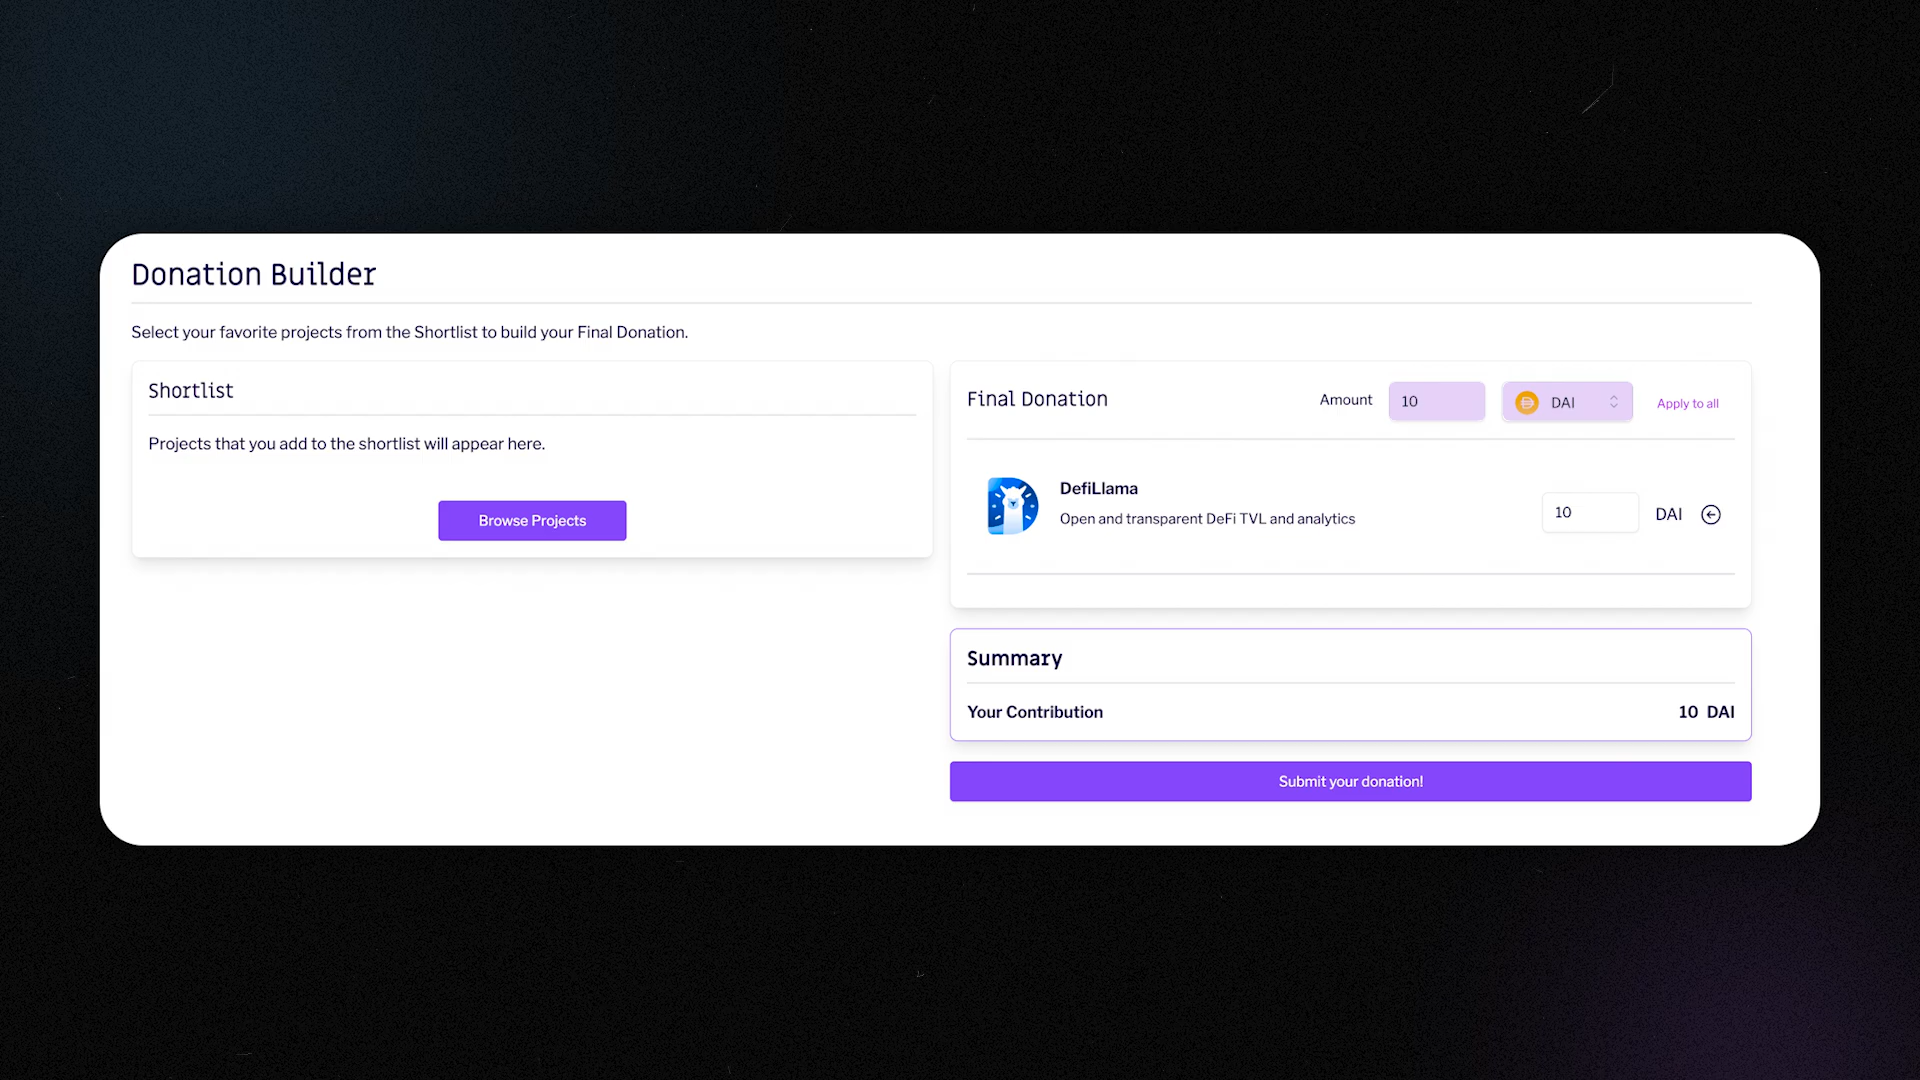 Donation Builder
Select your favorite projects from the Shortlist to build your Final Donation.
Shortlist
Projects that you add to the shortlist will appear here.
Browse Projects
Final Donation
Amount
10
DAI
Apply to all
DefiLlama
Open and transparent DeFi TVL and analytics
10
DAI
Summary
Your Contribution
10 DAI
Submit your donation!